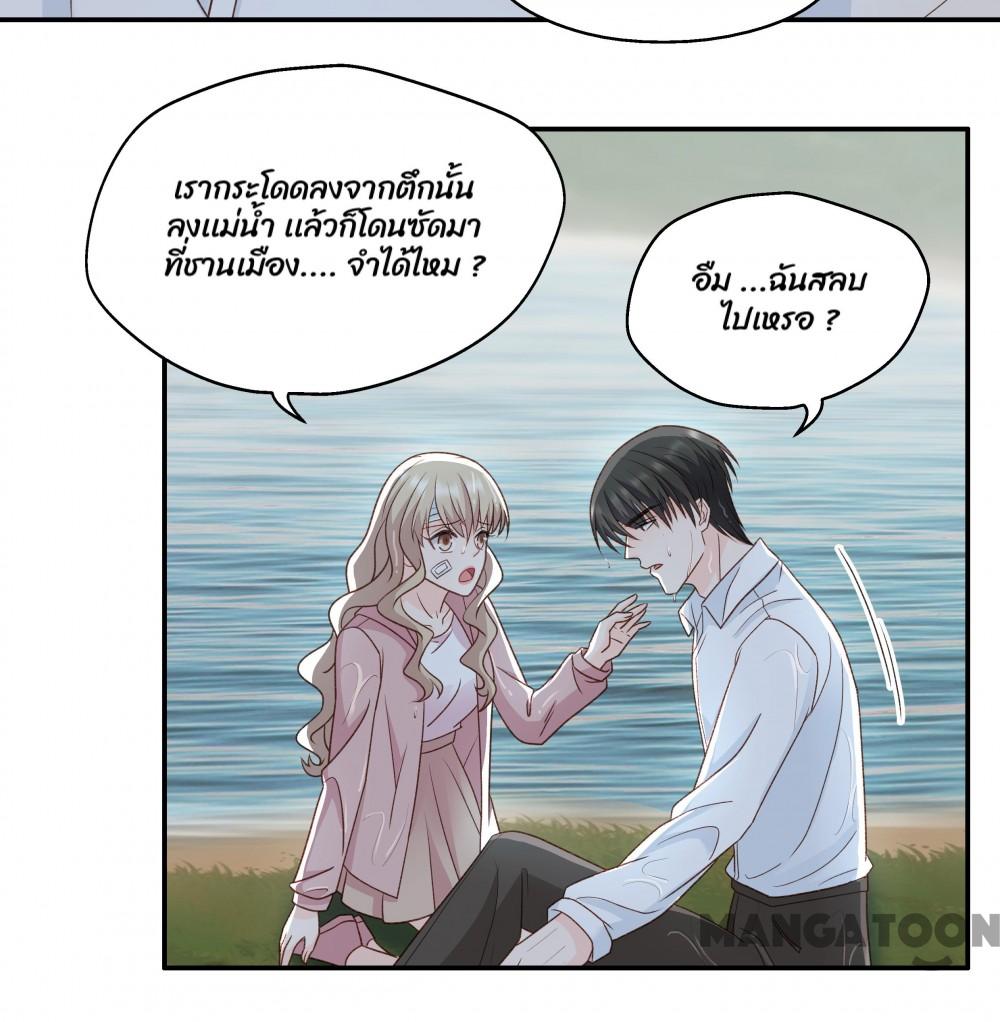 เรากระโดดลงจากตึกนั้น
ลงแม่น้ำ แล้วก็โดนซัดมา
ที่ชานเมือง.... จำได้ไหม ?
อืม ...ฉันสลบ
ไปเหรอ ?
MANGATOON